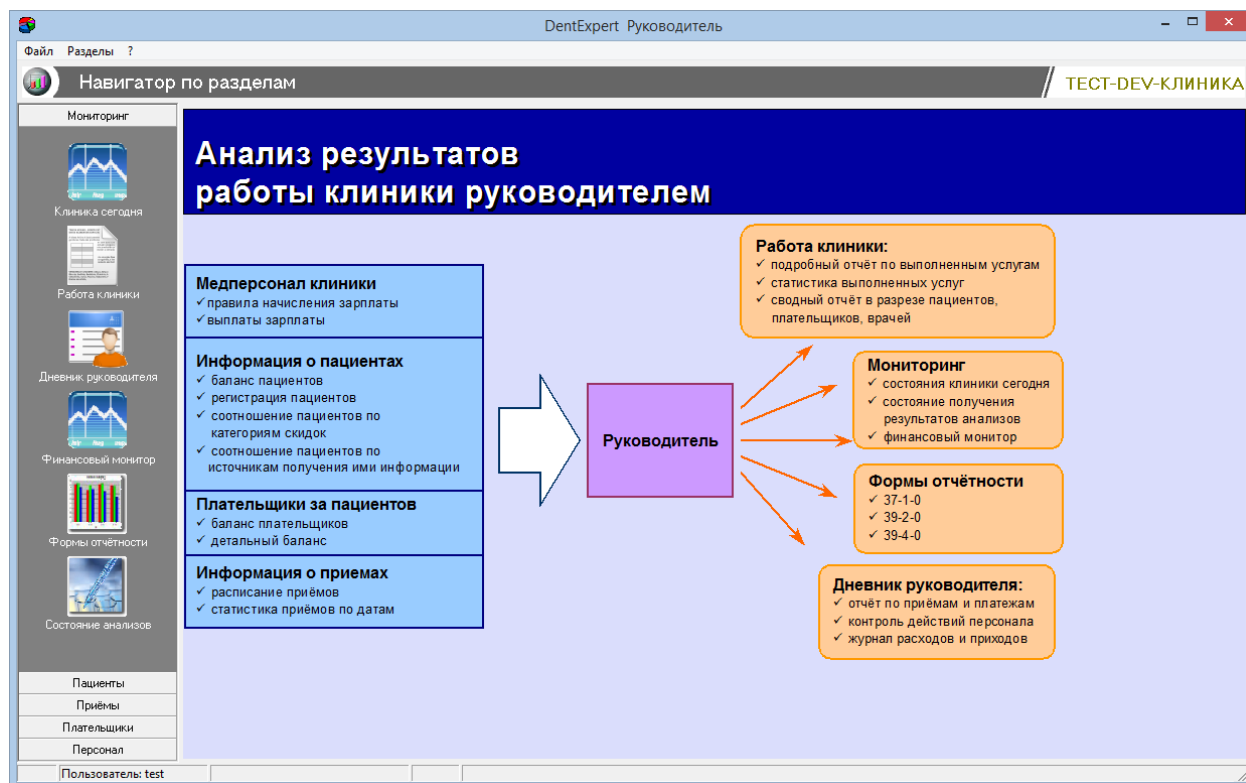 DentExpert Руководитель
Файл Разделы ?
Навигатор по разделам
ТЕСТ-DEV-КЛИНИКА
Мониторинг
Клиника сегодня
Работа клиники
Дневник руководителя
Финансовый монитор
Формы отчётности
Состояние анализов
Пациенты
Приёмы
Плательщики
Персонал
Анализ результатов
работы клиники руководителем
Медперсонал клиники
✓ правила начисления зарплаты
✓ выплаты зарплаты
Информация о пациентах
✓ баланс пациентов
✓ регистрация пациентов
✓ соотношение пациентов по
категориям скидок
✓ соотношение пациентов по
источникам получения ими информации
Плательщики за пациентов
✓ баланс плательщиков
✓ детальный баланс
Информация о приемах
✓ расписание приёмов
✓ статистика приёмов по датам
Руководитель
Работа клиники:
✓ подробный отчёт по выполненным услугам
✓ статистика выполненных услуг
✓ сводный отчёт в разрезе пациентов,
плательщиков, врачей
Мониторинг
✓ состояния клиники сегодня
✓ состояние получения
результатов анализов
✓ финансовый монитор
Формы отчётности
✓ 37-1-0
✓ 39-2-0
✓ 39-4-0
Дневник руководителя:
✓ отчёт по приёмам и платежам
✓ контроль действий персонала
✓ журнал расходов и приходов
Пользователь: test